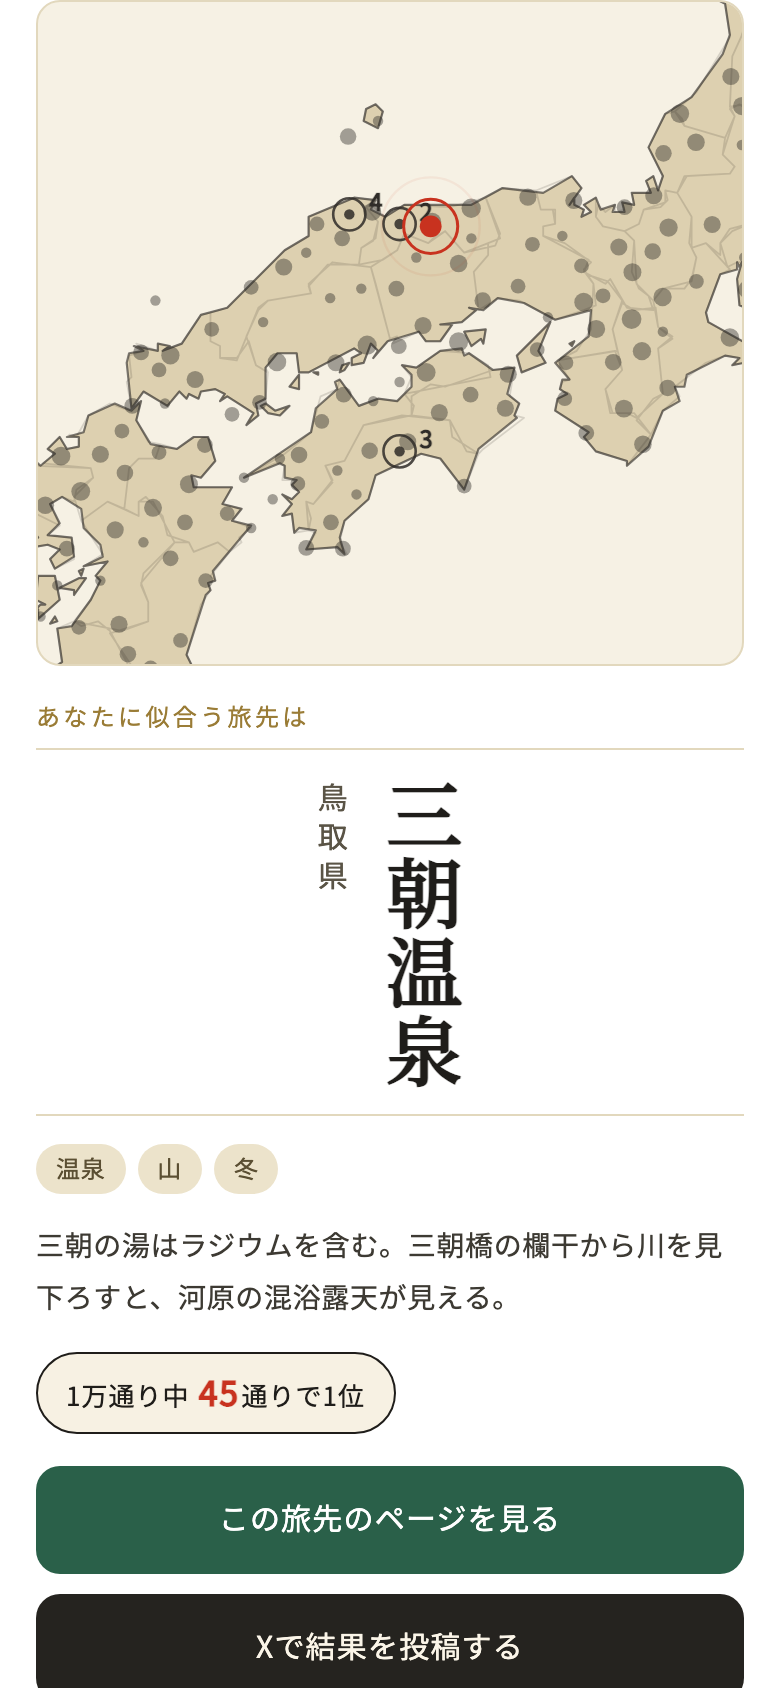 4
2
3
あなたに似合う旅先は
三朝温泉
鳥取県
温泉
山
冬
三朝の湯はラジウムを含む。三朝橋の欄干から川を見
下ろすと、河原の混浴露天が見える。
1万通り中 45通りで1位
この旅先のページを見る
Xで結果を投稿する